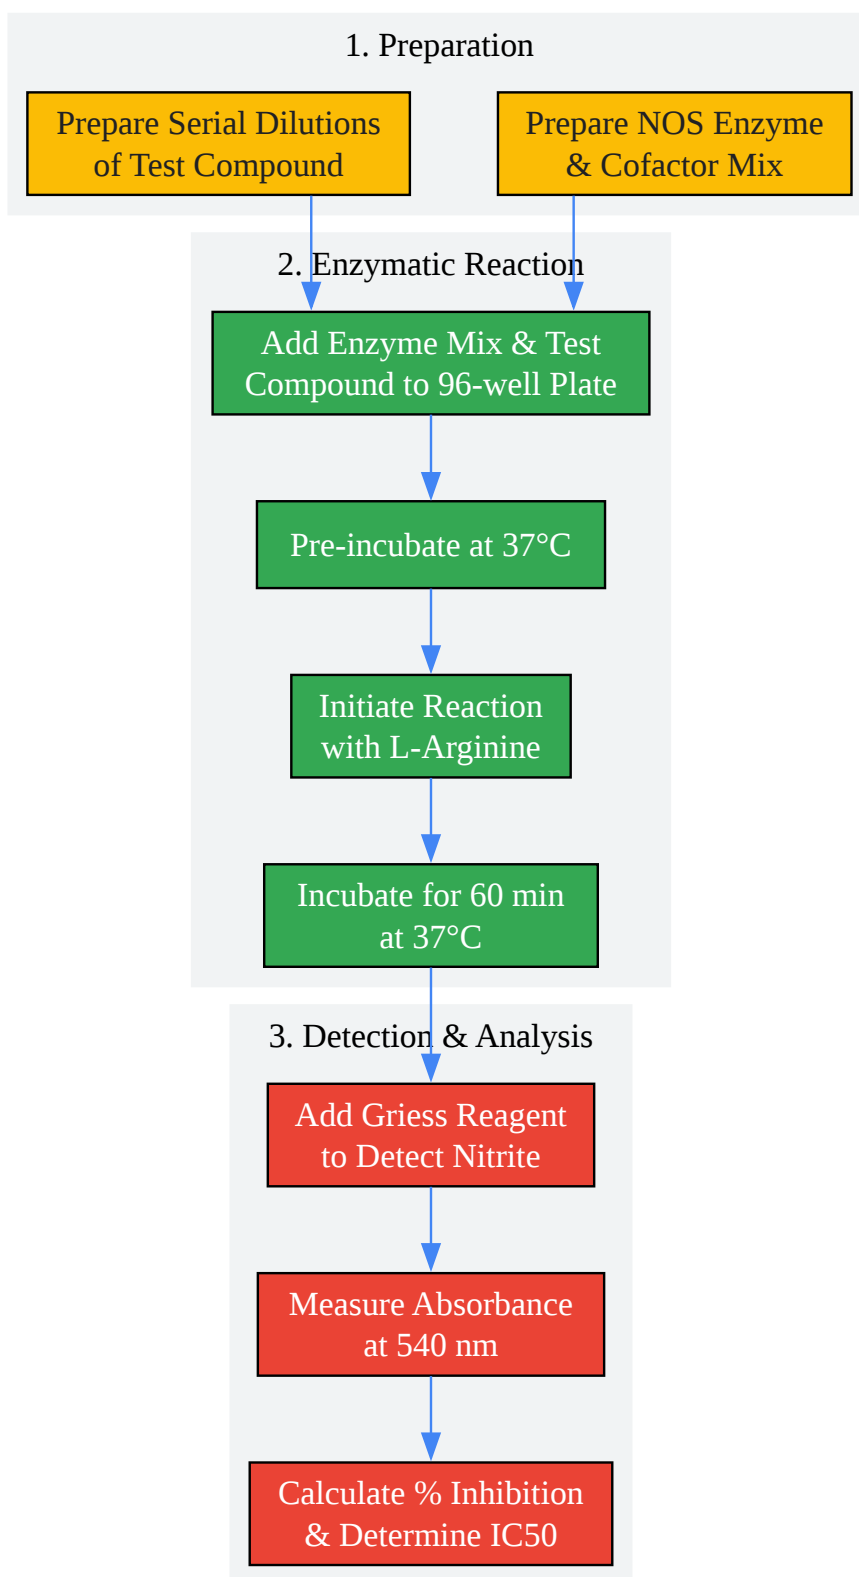 1. Preparation
Prepare Serial Dilutions
of Test Compound
Prepare NOS Enzyme
& Cofactor Mix
2. Enzymatic Reaction
Add Enzyme Mix & Test
Compound to 96-well Plate
Pre-incubate at 37°C
Initiate Reaction
with L-Arginine
Incubate for 60 min
at 37°C
3. Detection & Analysis
Add Griess Reagent
to Detect Nitrite
Measure Absorbance
at 540 nm
Calculate % Inhibition
& Determine IC50